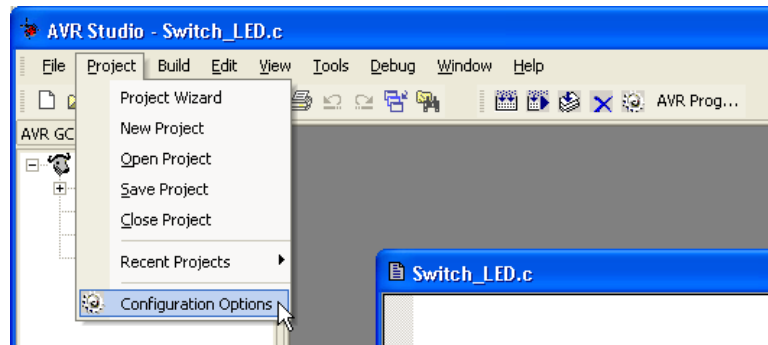 AVR Studio - Switch_LED.c
File Project Build Edit View Tools Debug Window Help
AVR Prog...
AVR GC
Project Wizard
New Project
Open Project
Save Project
Close Project
Recent Projects
Configuration Options
Switch_LED.c